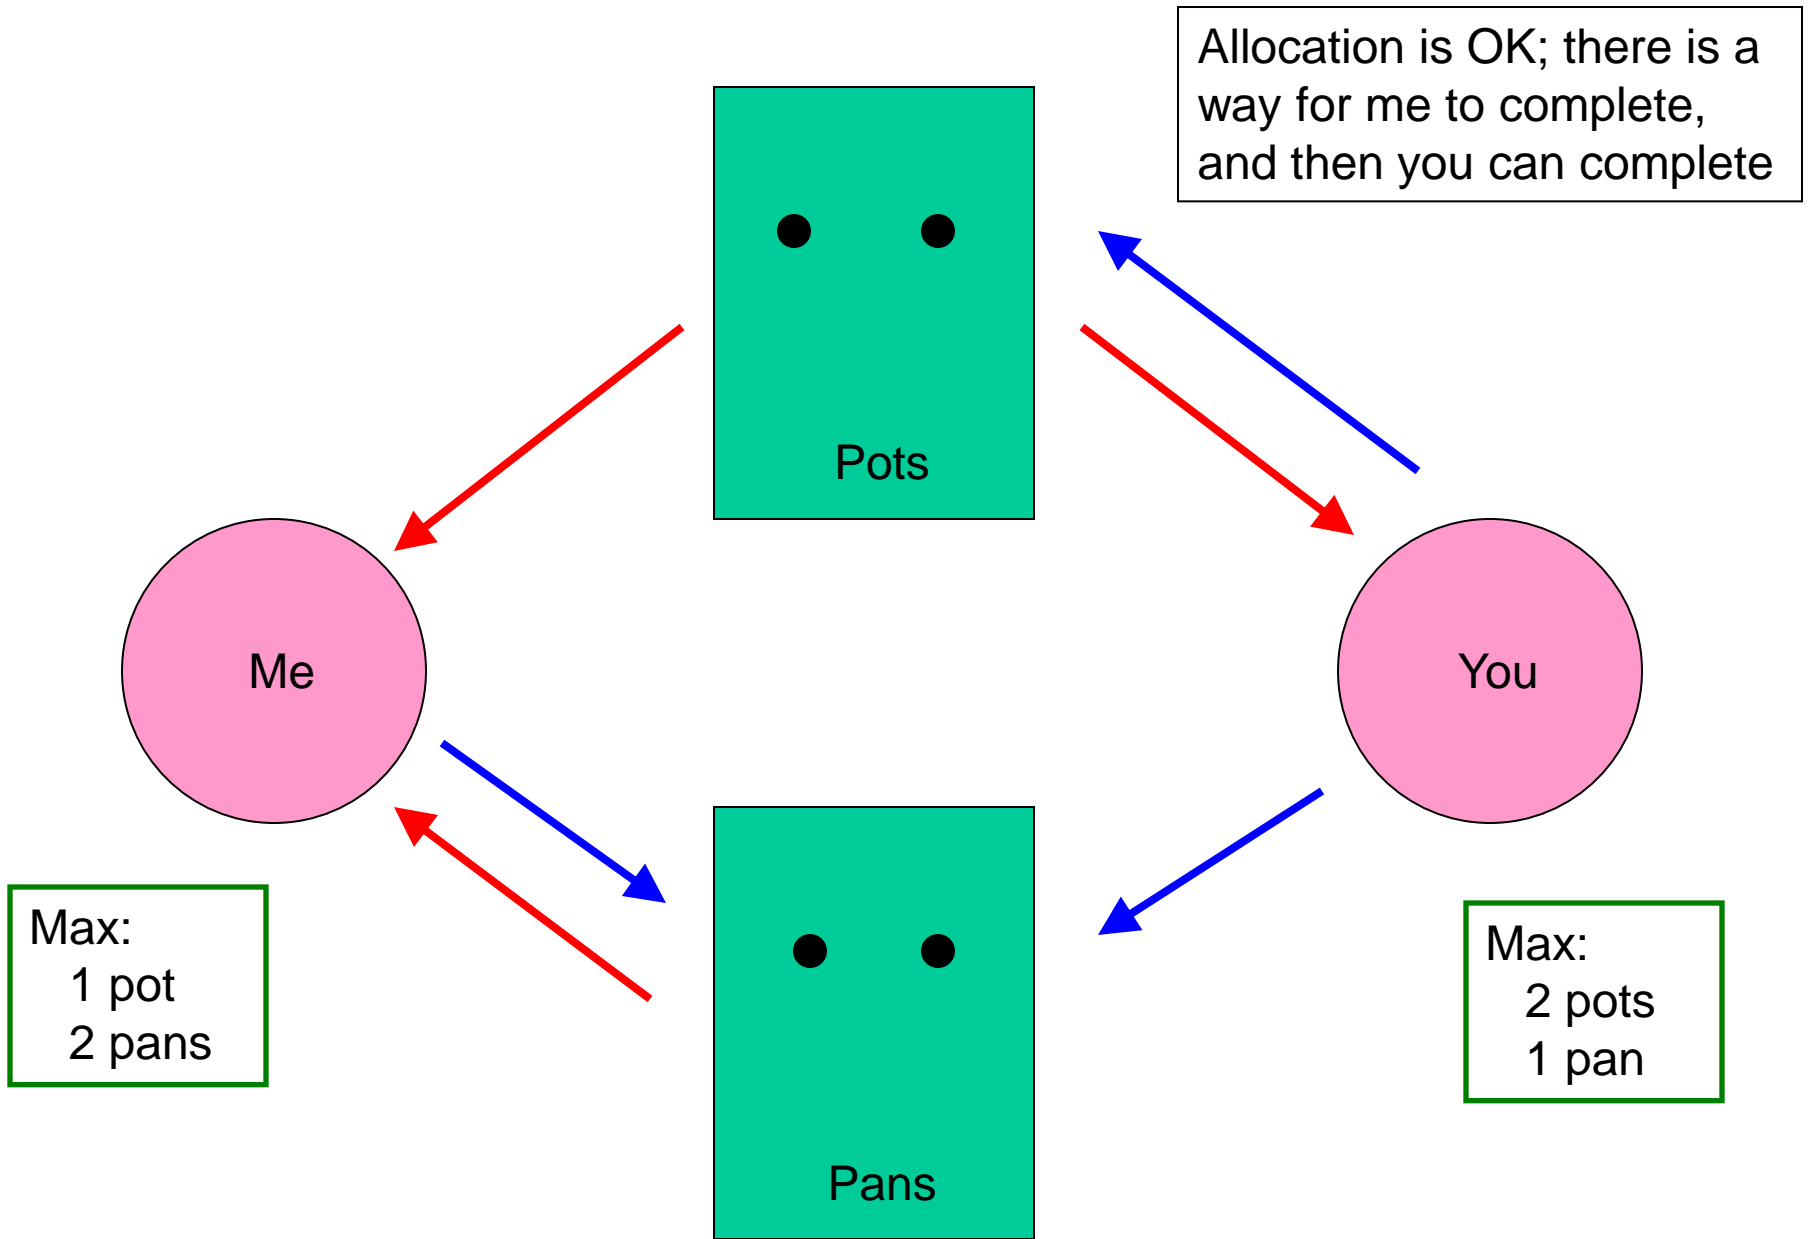 Allocation is OK; there is a
way for me to complete,
and then you can complete
Pots
Me
You
Max:
1 pot
2 pans
Max:
2 pots
1 pan
Pans